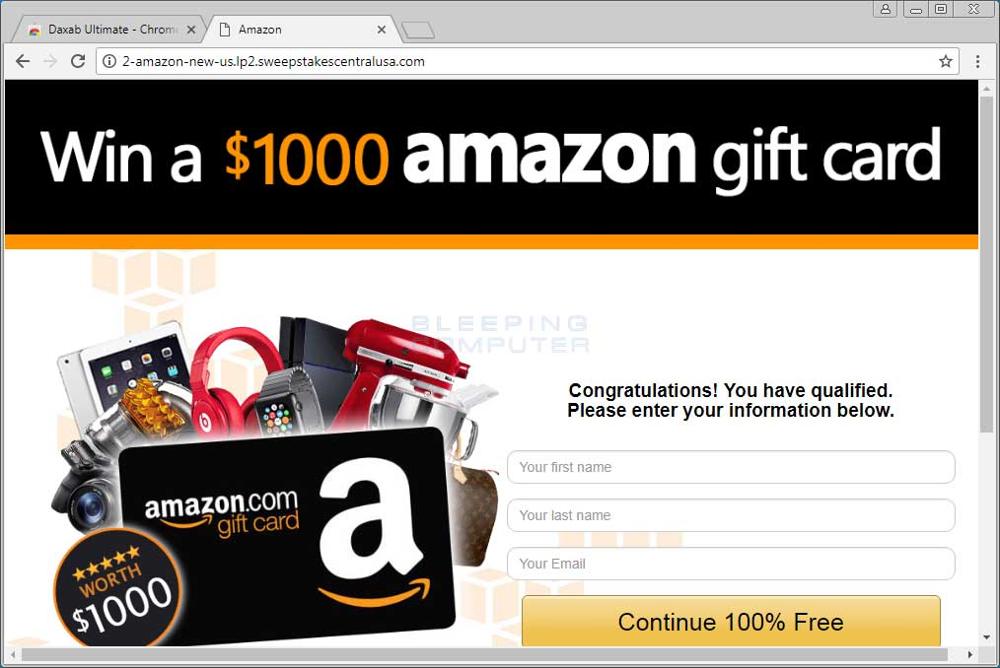 Daxab Ultimate - Chrom
Amazon
2-amazon-new-us.lp2.sweepstakescentralusa.com
Win a $1000 amazon gift card
BLEEPING
COMPUTER
Congratulations! You have qualified.
Please enter your information below.
Your first name
Your last name
Your Email
Continue 100% Free
amazon.com
gift card
a
WORTH
$1000